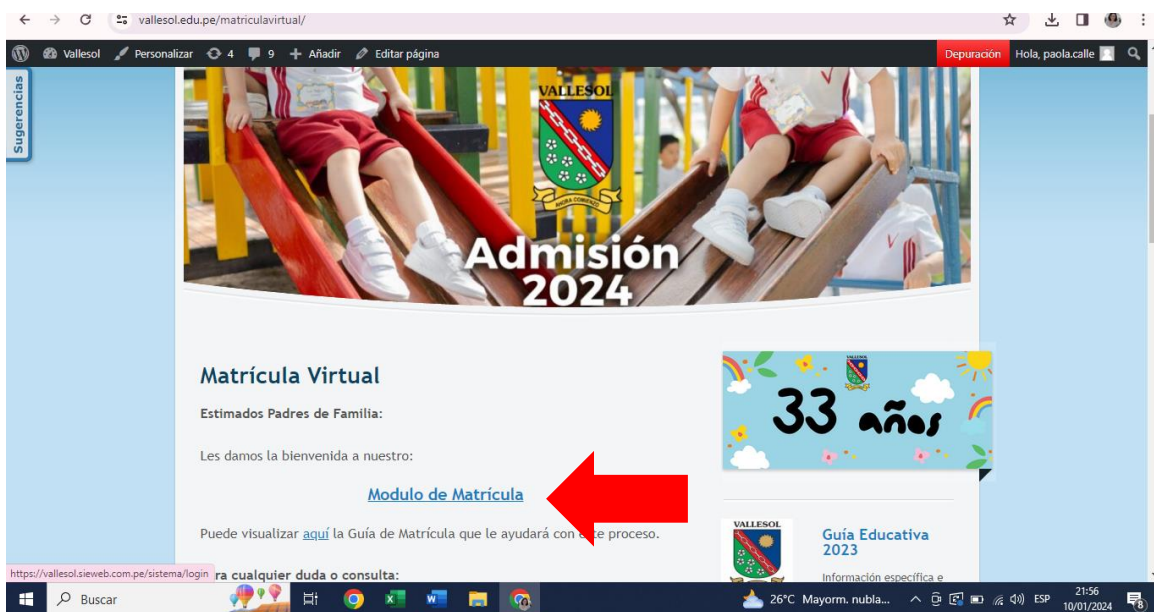 vallesol.edu.pe/matriculavirtual/
Vallesol Personalizar 4 9 Añadir Editar página Depuración Hola, paola.calle
Sugerencias
VALLESOL
AHORA COMIENZO
Admisión
2024
Matrícula Virtual
Estimados Padres de Familia:
Les damos la bienvenida a nuestro:
Modulo de Matrícula
Puede visualizar aquí la Guía de Matrícula que le ayudará con este proceso.
ra cualquier duda o consulta:
33 años
VALLESOL
Guía Educativa
2023
Información específica e
https://vallesol.sieweb.com.pe/sistema/login
Buscar
26°C Mayorm. nubla...
ESP
21:56
10/01/2024
8